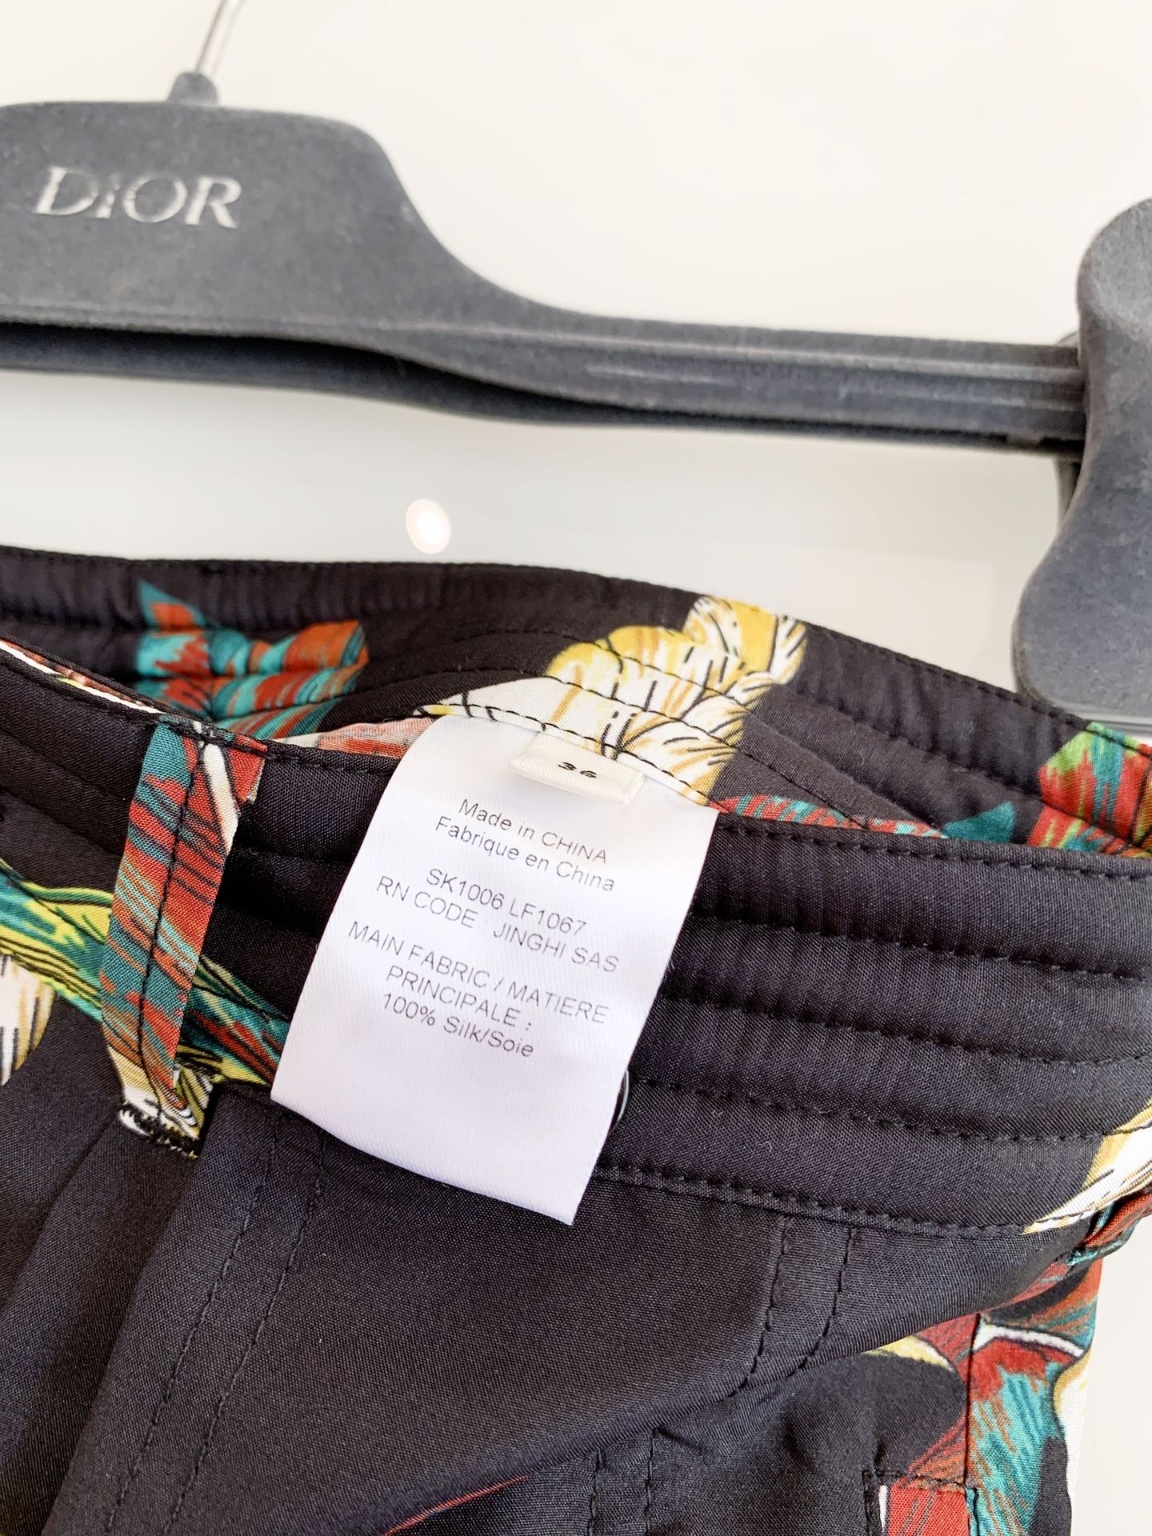 DIOR
36
Made in CHINA
Fabrique en China
SK1006 LF1067
RN CODE : JINGHI SAS
MAIN FABRIC / MATIERE
PRINCIPALE :
100% Silk/Soie